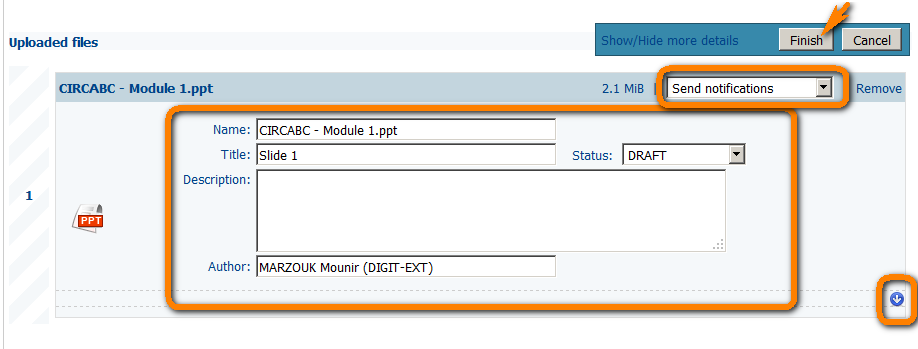 Uploaded files
Show/Hide more details Finish Cancel
CIRCABC - Module 1.ppt 2.1 MiB | Send notifications Remove
1
PPT
Name: CIRCABC - Module 1.ppt
Title: Slide 1 Status: DRAFT
Description:
Author: MARZOUK Mounir (DIGIT-EXT)